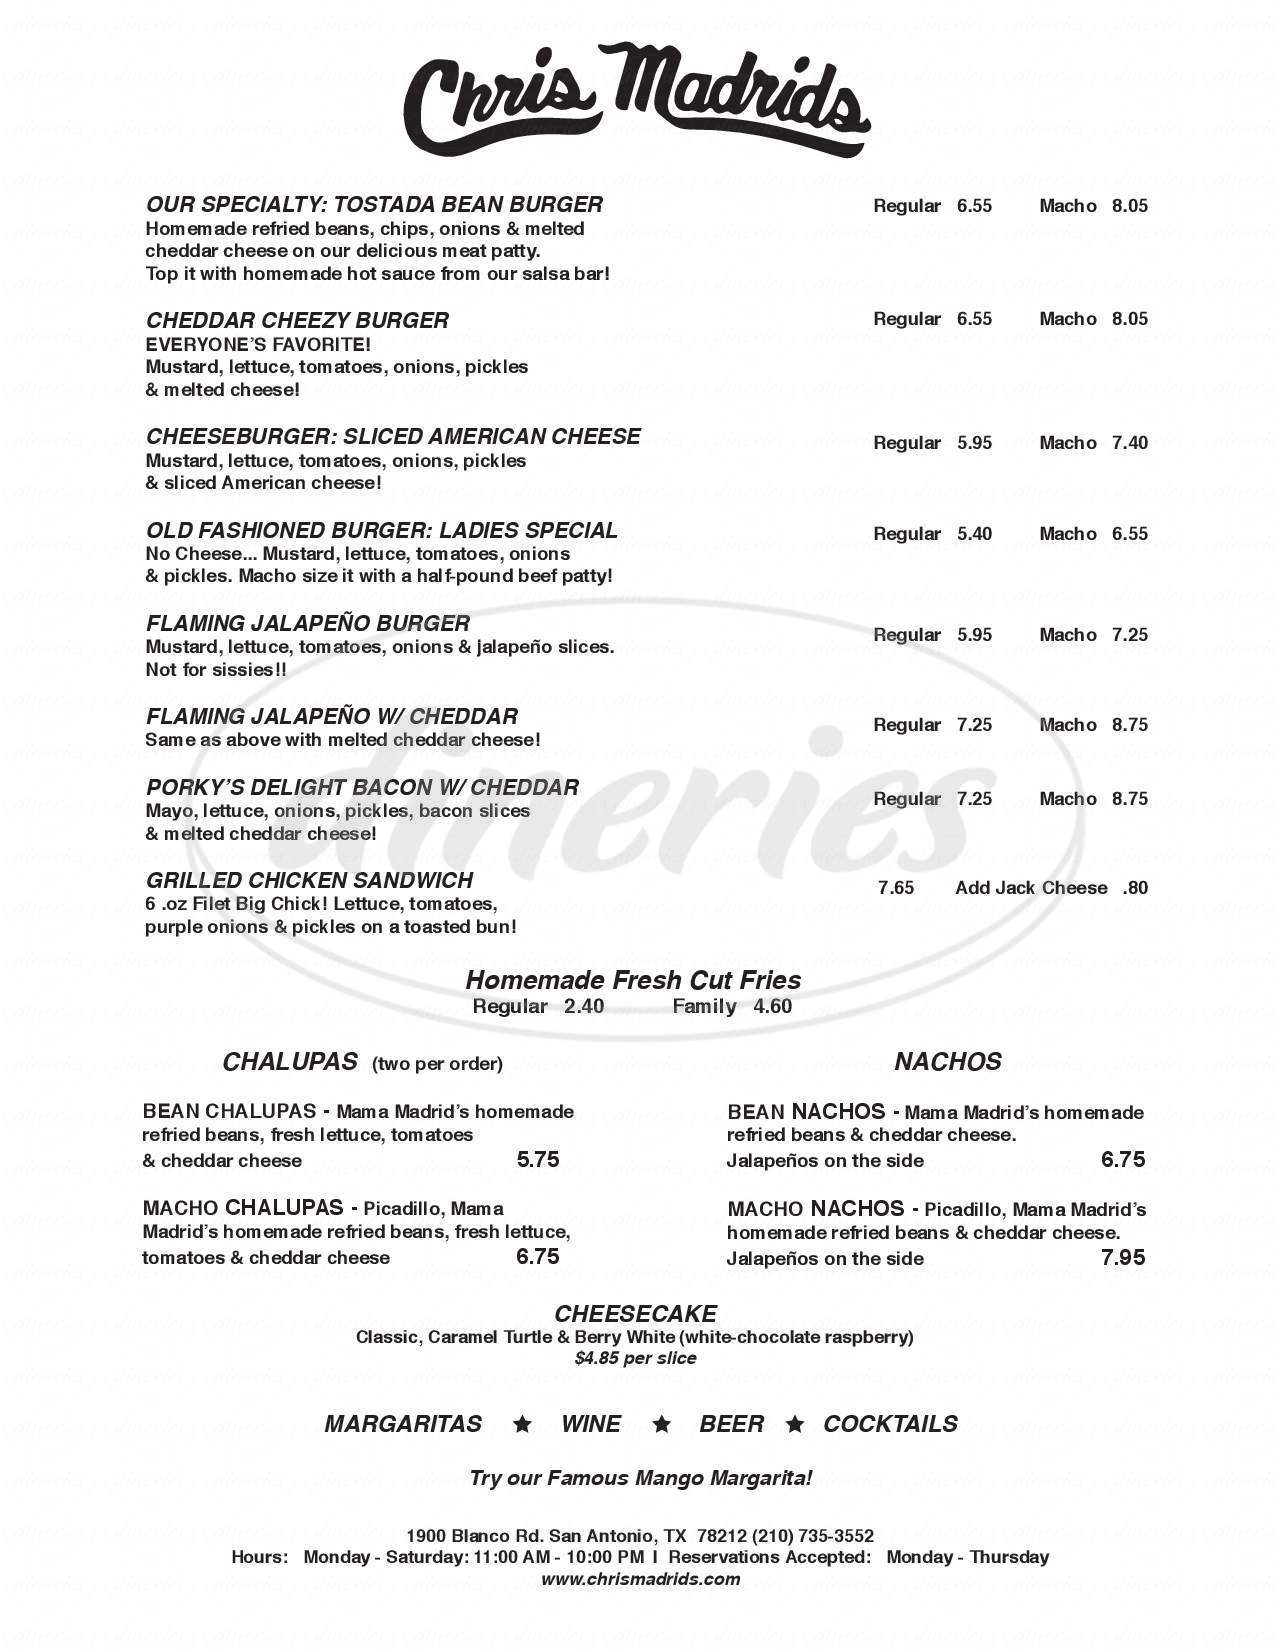 Chris Madrids
OUR SPECIALTY: TOSTADA BEAN BURGER Regular 6.55 Macho 8.05
Homemade refried beans, chips, onions & melted
cheddar cheese on our delicious meat patty.
Top it with homemade hot sauce from our salsa bar!
CHEDDAR CHEEZY BURGER Regular 6.55 Macho 8.05
EVERYONE'S FAVORITE!
Mustard, lettuce, tomatoes, onions, pickles
& melted cheese!
CHEESEBURGER: SLICED AMERICAN CHEESE Regular 5.95 Macho 7.40
Mustard, lettuce, tomatoes, onions, pickles
& sliced American cheese!
OLD FASHIONED BURGER: LADIES SPECIAL Regular 5.40 Macho 6.55
No Cheese... Mustard, lettuce, tomatoes, onions
& pickles. Macho size it with a half-pound beef patty!
FLAMING JALAPEÑO BURGER Regular 5.95 Macho 7.25
Mustard, lettuce, tomatoes, onions & jalapeño slices.
Not for sissies!!
FLAMING JALAPEÑO W/ CHEDDAR Regular 7.25 Macho 8.75
Same as above with melted cheddar cheese!
PORKY'S DELIGHT BACON W/ CHEDDAR Regular 7.25 Macho 8.75
Mayo, lettuce, onions, pickles, bacon slices
& melted cheddar cheese!
dineries
GRILLED CHICKEN SANDWICH 7.65 Add Jack Cheese .80
6 .oz Filet Big Chick! Lettuce, tomatoes,
purple onions & pickles on a toasted bun!
Homemade Fresh Cut Fries
Regular 2.40 Family 4.60
CHALUPAS (two per order)
BEAN CHALUPAS - Mama Madrid's homemade
refried beans, fresh lettuce, tomatoes
& cheddar cheese 5.75
MACHO CHALUPAS - Picadillo, Mama
Madrid's homemade refried beans, fresh lettuce,
tomatoes & cheddar cheese 6.75
NACHOS
BEAN NACHOS - Mama Madrid's homemade
refried beans & cheddar cheese.
Jalapeños on the side 6.75
MACHO NACHOS - Picadillo, Mama Madrid's
homemade refried beans & cheddar cheese.
Jalapeños on the side 7.95
CHEESECAKE
Classic, Caramel Turtle & Berry White (white-chocolate raspberry)
$4.85 per slice
MARGARITAS ★ WINE ★ BEER ★ COCKTAILS
Try our Famous Mango Margarita!
1900 Blanco Rd. San Antonio, TX 78212 (210) 735-3552
Hours: Monday - Saturday: 11:00 AM - 10:00 PM I Reservations Accepted: Monday - Thursday
www.chrismadrids.com